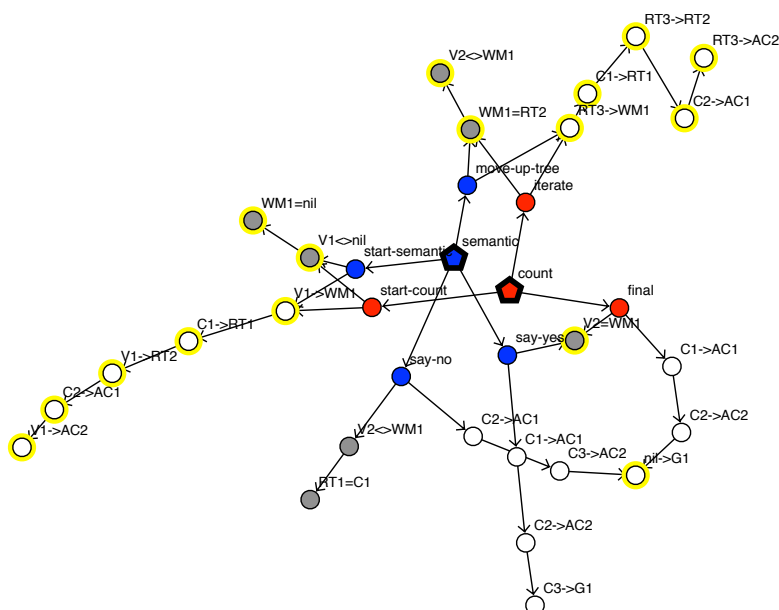 RT3->RT2
RT3->AC2
V2<>WM1
C1->RT1
C2->AC1
WM1=RT2
RT3->WM1
move-up-tree
iterate
WM1=nil
V1<>nil
start-semantic
semantic
count
V1->WM1
start-count
final
C1->RT1
V2=WM1
say-yes
V1->RT2
say-no
C1->AC1
C2->AC1
V1->AC2
C2->AC1
C2->AC2
V2<>WM1
C1->AC1
C3->AC2
nil->G1
RT1=C1
C2->AC2
C3->G1